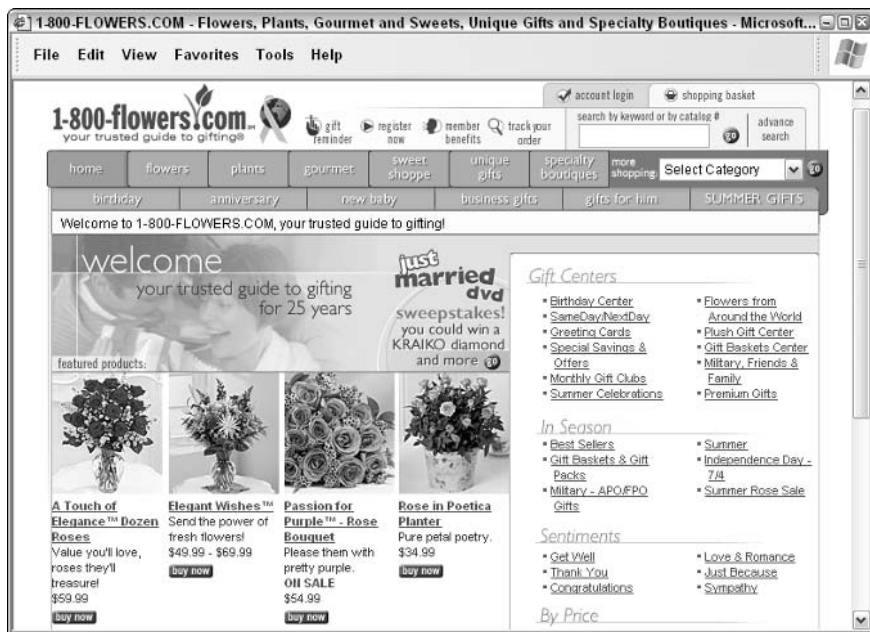 1-800-FLOWERS.COM - Flowers, Plants, Gourmet and Sweets, Unique Gifts and Specialty Boutiques - Microsoft...
File Edit View Favorites Tools Help
account login shopping basket
1-800-flowers.com
your trusted guide to gifting®
gift reminder
register now
member benefits
track your order
search by keyword or by catalog #
go
advance search
home flowers plants gourmet sweet shoppe unique gifts specialty boutiques more shopping: Select Category go
birthday anniversary new baby business gifts gifts for him SUMMER GIFTS
Welcome to 1-800-FLOWERS.COM, your trusted guide to gifting!
welcome
your trusted guide to gifting
for 25 years
just
married
dvd
sweepstakes!
you could win a
KRAIKO diamond
and more go
featured products:
A Touch of
Elegance™ Dozen
Roses
Value you'll love,
roses they'll
treasure!
$59.99
buy now
Elegant Wishes™
Send the power of
fresh flowers!
$49.99 - $69.99
buy now
Passion for
Purple™ - Rose
Bouquet
Please them with
pretty purple.
ON SALE
$54.99
buy now
Rose in Poetica
Planter
Pure petal poetry.
$34.99
buy now
Gift Centers
Birthday Center
SameDay/NextDay
Greeting Cards
Special Savings &
Offers
Monthly Gift Clubs
Summer Celebrations
Flowers from
Around the World
Plush Gift Center
Gift Baskets Center
Military, Friends &
Family
Premium Gifts
In Season
Best Sellers
Gift Baskets & Gift
Packs
Military - APO/FPO
Gifts
Summer
Independence Day -
7/4
Summer Rose Sale
Sentiments
Get Well
Thank You
Congratulations
Love & Romance
Just Because
Sympathy
By Price